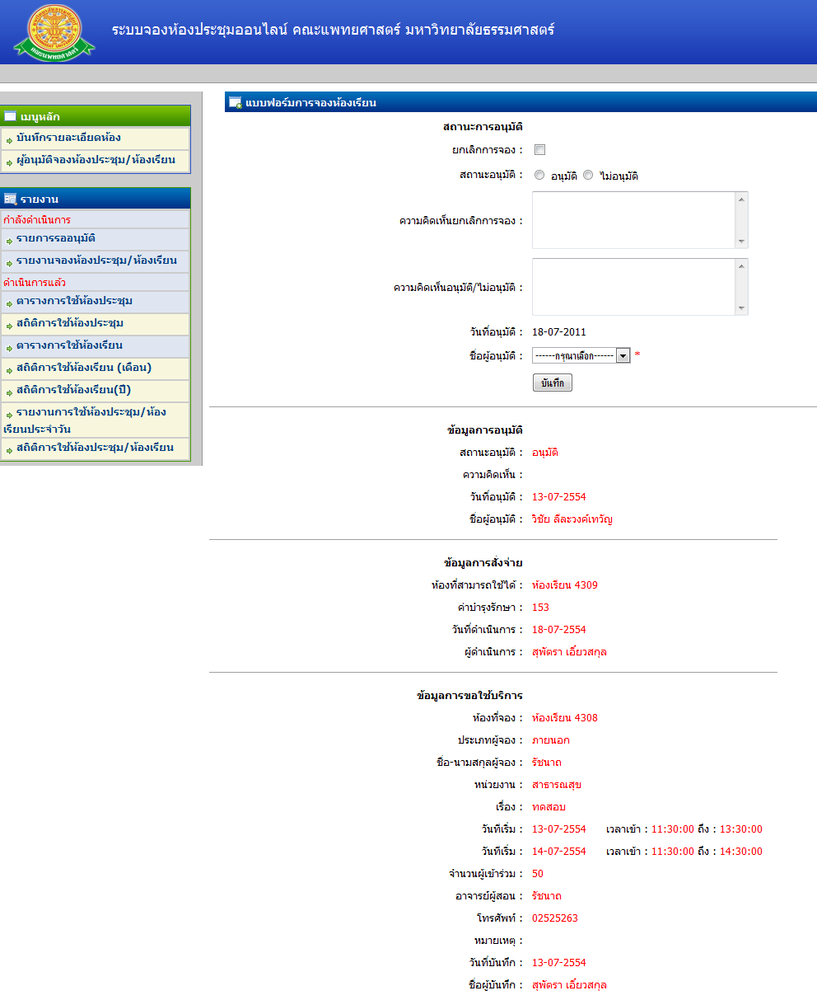 ระบบจองห้องประชุมออนไลน์ คณะแพทยศาสตร์ มหาวิทยาลัยธรรมศาสตร์
คณะแพทยศาสตร์
เมนูหลัก
บันทึกรายละเอียดห้อง
ผู้อนุมัติจองห้องประชุม/ห้องเรียน
รายงาน
กำลังดำเนินการ
รายการรออนุมัติ
รายงานจองห้องประชุม/ห้องเรียน
ดำเนินการแล้ว
ตารางการใช้ห้องประชุม
สถิติการใช้ห้องประชุม
ตารางการใช้ห้องเรียน
สถิติการใช้ห้องเรียน (เดือน)
สถิติการใช้ห้องเรียน(ปี)
รายงานการใช้ห้องประชุม/ห้อง
เรียนประจำวัน
สถิติการใช้ห้องประชุม/ห้องเรียน
แบบฟอร์มการจองห้องเรียน
สถานะการอนุมัติ
ยกเลิกการจอง :
สถานะอนุมัติ : อนุมัติ ไม่อนุมัติ
ความคิดเห็นยกเลิกการจอง :
ความคิดเห็นอนุมัติ/ไม่อนุมัติ :
วันที่อนุมัติ : 18-07-2011
ชื่อผู้อนุมัติ : ------กรุณาเลือก------ *
บันทึก
ข้อมูลการอนุมัติ
สถานะอนุมัติ : อนุมัติ
ความคิดเห็น :
วันที่อนุมัติ : 13-07-2554
ชื่อผู้อนุมัติ : วิชัย ลีละวงค์เทวัญ
ข้อมูลการสั่งจ่าย
ห้องที่สามารถใช้ได้ : ห้องเรียน 4309
ค่าบำรุงรักษา : 153
วันที่ดำเนินการ : 18-07-2554
ผู้ดำเนินการ : สุพัตรา เอี๋ยวสกุล
ข้อมูลการขอใช้บริการ
ห้องที่จอง : ห้องเรียน 4308
ประเภทผู้จอง : ภายนอก
ชื่อ-นามสกุลผู้จอง : รัชนาถ
หน่วยงาน : สาธารณสุข
เรื่อง : ทดสอบ
วันที่เริ่ม : 13-07-2554 เวลาเข้า : 11:30:00 ถึง : 13:30:00
วันที่เริ่ม : 14-07-2554 เวลาเข้า : 11:30:00 ถึง : 14:30:00
จำนวนผู้เข้าร่วม : 50
อาจารย์ผู้สอน : รัชนาถ
โทรศัพท์ : 02525263
หมายเหตุ :
วันที่บันทึก : 13-07-2554
ชื่อผู้บันทึก : สุพัตรา เอี๋ยวสกุล